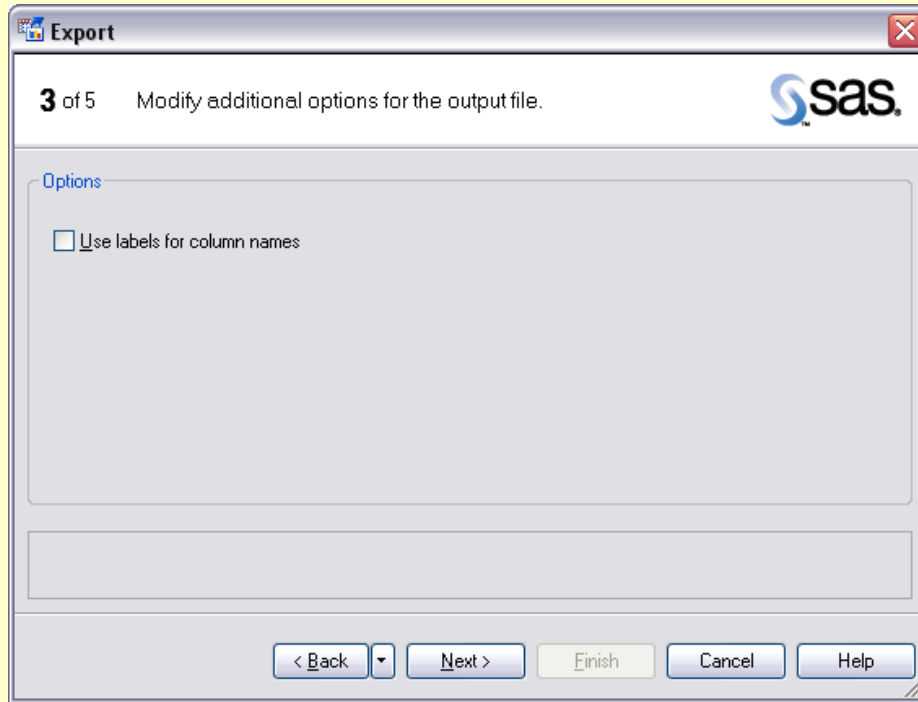 Export
3 of 5 Modify additional options for the output file.
sas.
™
Options
Use labels for column names
< Back
Next >
Finish
Cancel
Help